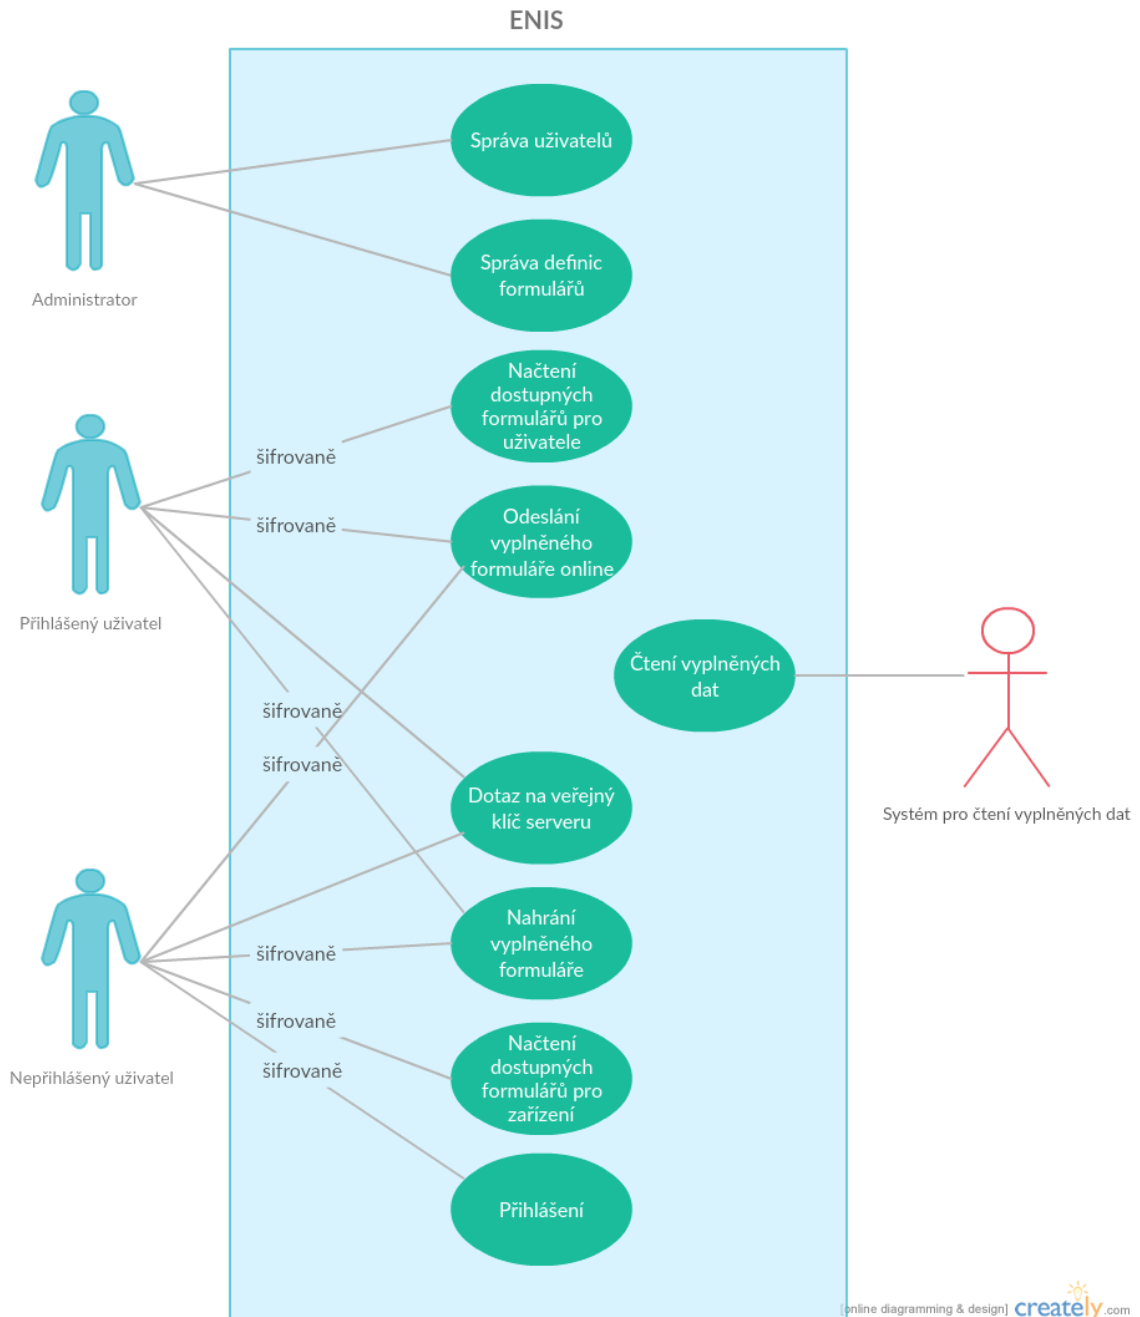 ENIS
Správa uživatelů
Administrator
Správa definic
formulářů
Načtení
dostupných
formulářů pro
uživatele
šifrovaně
Odeslání
vyplněného
formuláře online
šifrovaně
Přihlášený uživatel
Čtení vyplněných
dat
šifrovaně
šifrovaně
Dotaz na veřejný
klíč serveru
Systém pro čtení vyplněných dat
Nahrání
vyplněného
formuláře
šifrovaně
šifrovaně
Načtení
dostupných
formulářů pro
zařízení
šifrovaně
Nepřihlášený uživatel
Přihlášení
[online diagramming & design] creately.com